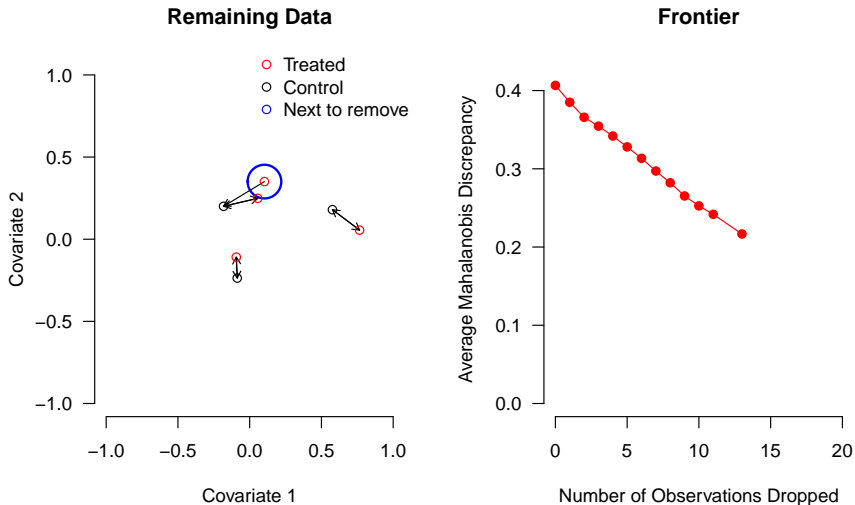 Remaining Data
Treated
Control
Next to remove
1.0
0.5
0.0
−0.5
−1.0
Covariate 2
−1.0 −0.5 0.0 0.5 1.0
Covariate 1
Frontier
0.4
0.3
0.2
0.1
0.0
Average Mahalanobis Discrepancy
0 5 10 15 20
Number of Observations Dropped